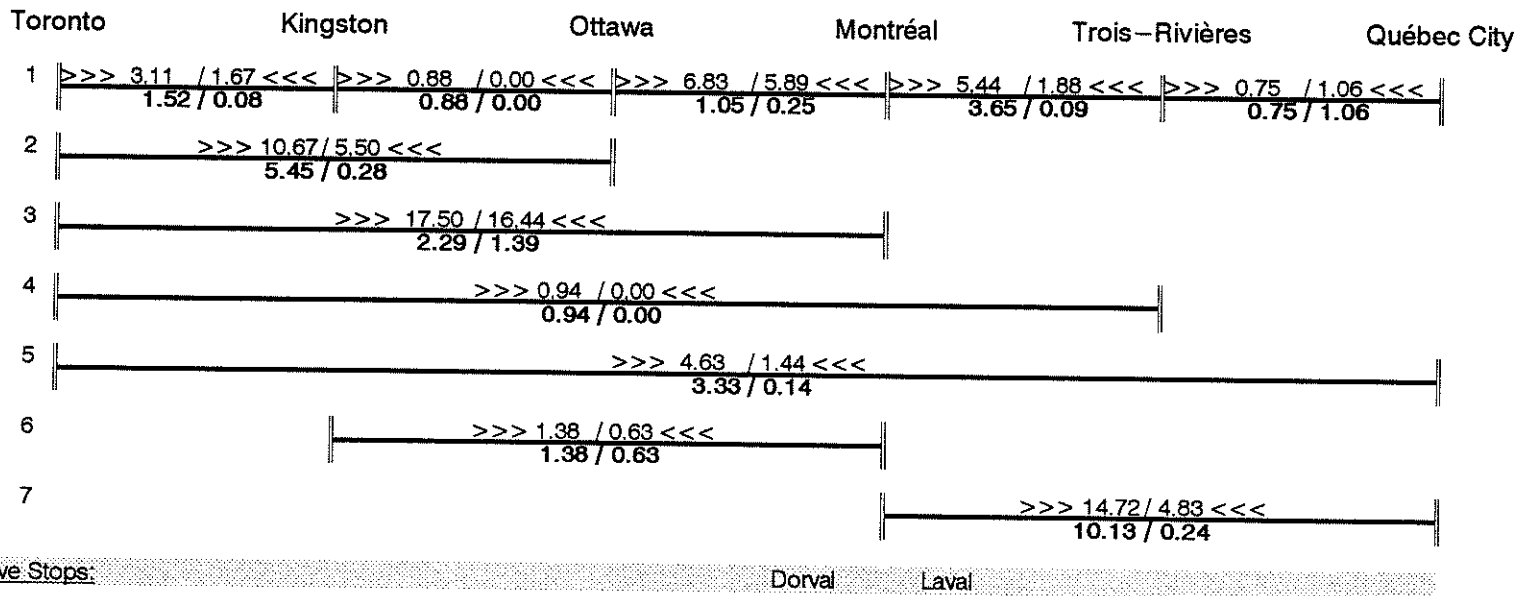 Toronto Kingston Ottawa Montréal Trois-Rivières Québec City
1 >>> 3.11 / 1.67 <<< >>> 0.88 / 0.00 <<< >>> 6.83 / 5.89 <<< >>> 5.44 / 1.88 <<< >>> 0.75 / 1.06 <<<
1.52 / 0.08 0.88 / 0.00 1.05 / 0.25 3.65 / 0.09 0.75 / 1.06
2 >>> 10.67 / 5.50 <<<
5.45 / 0.28
3 >>> 17.50 / 16.44 <<<
2.29 / 1.39
4 >>> 0.94 / 0.00 <<<
0.94 / 0.00
5 >>> 4.63 / 1.44 <<<
3.33 / 0.14
6 >>> 1.38 / 0.63 <<<
1.38 / 0.63
7 >>> 14.72 / 4.83 <<<
10.13 / 0.24
ve Stops: Dorval Laval